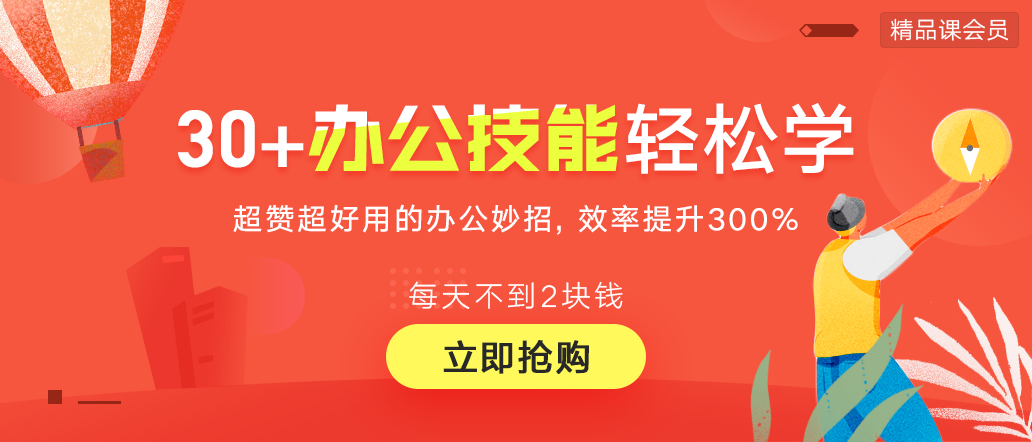 精品课会员
30+办公技能轻松学
超赞超好用的办公妙招, 效率提升300%
每天不到2块钱
立即抢购